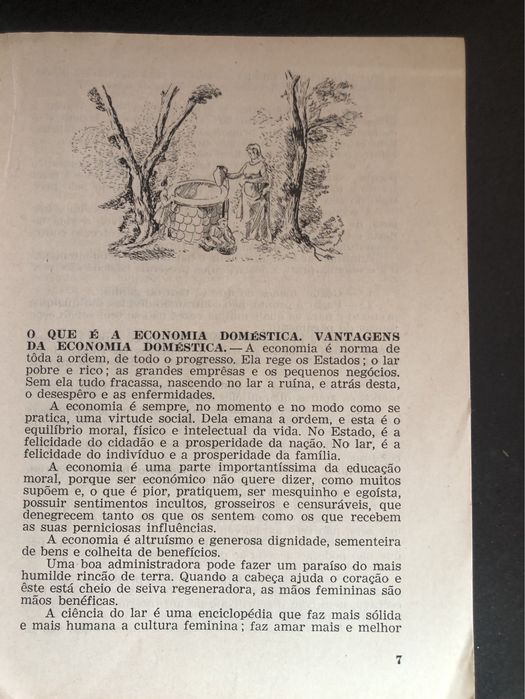 O QUE É A ECONOMIA DOMÉSTICA. VANTAGENS
DA ECONOMIA DOMÉSTICA. — A economia é norma de
tôda a ordem, de todo o progresso. Ela rege os Estados; o lar
pobre e rico; as grandes emprêsas e os pequenos negócios.
Sem ela tudo fracassa, nascendo no lar a ruína, e atrás desta,
o desespêro e as enfermidades.
A economia é sempre, no momento e no modo como se
pratica, uma virtude social. Dela emana a ordem, e esta é o
equilíbrio moral, físico e intelectual da vida. No Estado, é a
felicidade do cidadão e a prosperidade da nação. No lar, é a
felicidade do indivíduo e a prosperidade da família.
A economia é uma parte importantíssima da educação
moral, porque ser económico não quere dizer, como muitos
supõem e, o que é pior, pratiquem, ser mesquinho e egoísta,
possuir sentimentos incultos, grosseiros e censuráveis, que
denegrecem tanto os que os sentem como os que recebem
as suas perniciosas influências.
A economia é altruísmo e generosa dignidade, sementeira
de bens e colheita de benefícios.
Uma boa administradora pode fazer um paraíso do mais
humilde rincão de terra. Quando a cabeça ajuda o coração e
êste está cheio de seiva regeneradora, as mãos femininas são
mãos benéficas.
A ciência do lar é uma enciclopédia que faz mais sólida
e mais humana a cultura feminina; faz amar mais e melhor
7